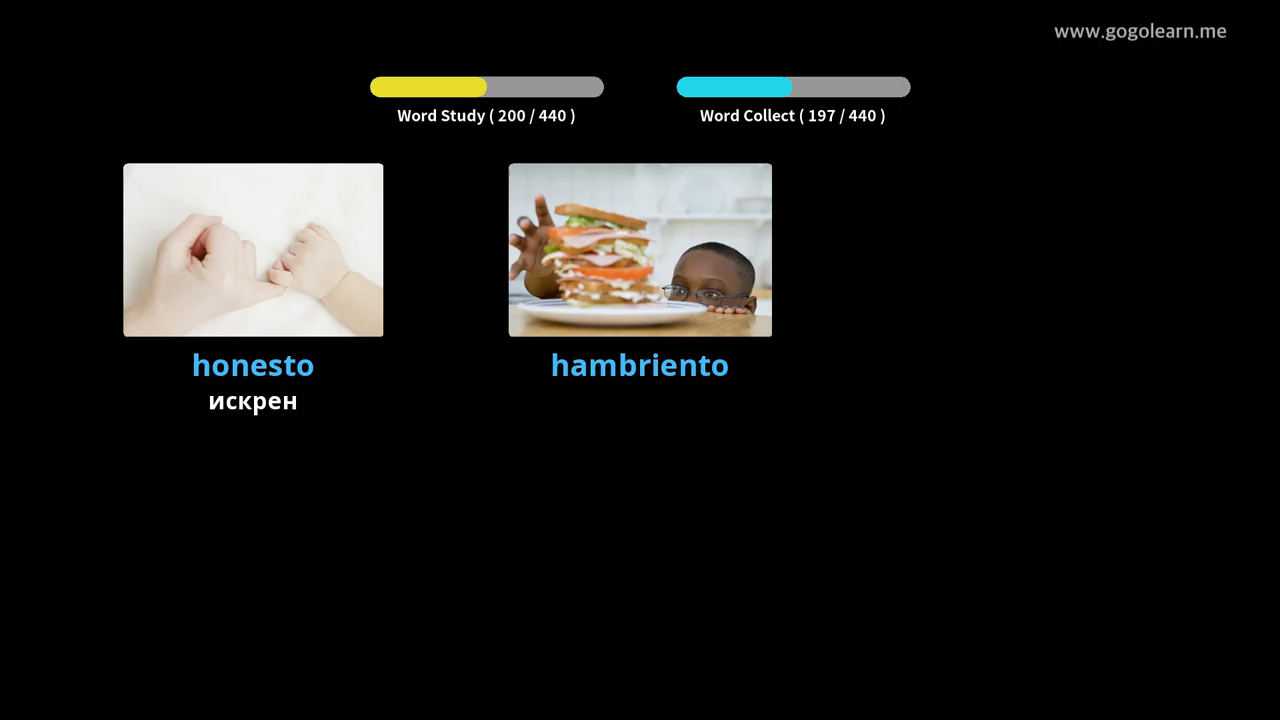 www.gogolearn.me
Word Study ( 200 / 440 )
Word Collect ( 197 / 440 )
honesto
искрен
hambriento